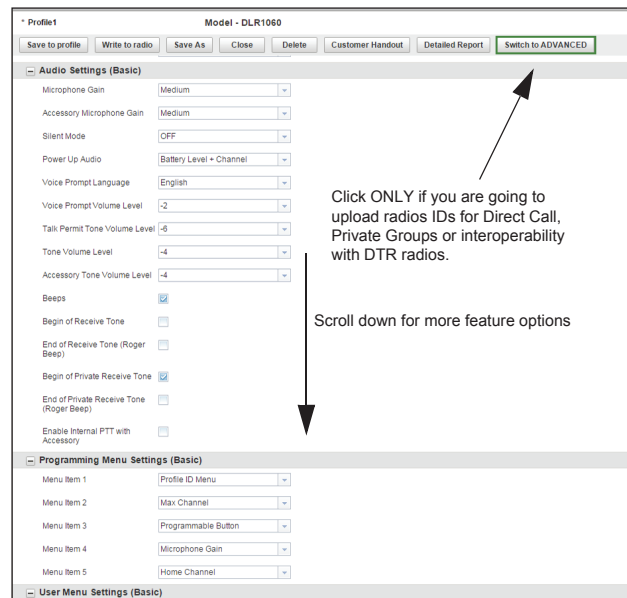 * Profile1 Model - DLR1060
Save to profile Write to radio Save As Close Delete Customer Handout Detailed Report Switch to ADVANCED
Audio Settings (Basic)
Microphone Gain Medium
Accessory Microphone Gain Medium
Silent Mode OFF
Power Up Audio Battery Level + Channel
Voice Prompt Language English
Voice Prompt Volume Level -2
Talk Permit Tone Volume Level -6
Tone Volume Level -4
Accessory Tone Volume Level -4
Beeps
Begin of Receive Tone
End of Receive Tone (Roger
Beep)
Begin of Private Receive Tone
End of Private Receive Tone
(Roger Beep)
Enable Internal PTT with
Accessory
Click ONLY if you are going to
upload radios IDs for Direct Call,
Private Groups or interoperability
with DTR radios.
Scroll down for more feature options
Programming Menu Settings (Basic)
Menu Item 1 Profile ID Menu
Menu Item 2 Max Channel
Menu Item 3 Programmable Button
Menu Item 4 Microphone Gain
Menu Item 5 Home Channel
User Menu Settings (Basic)